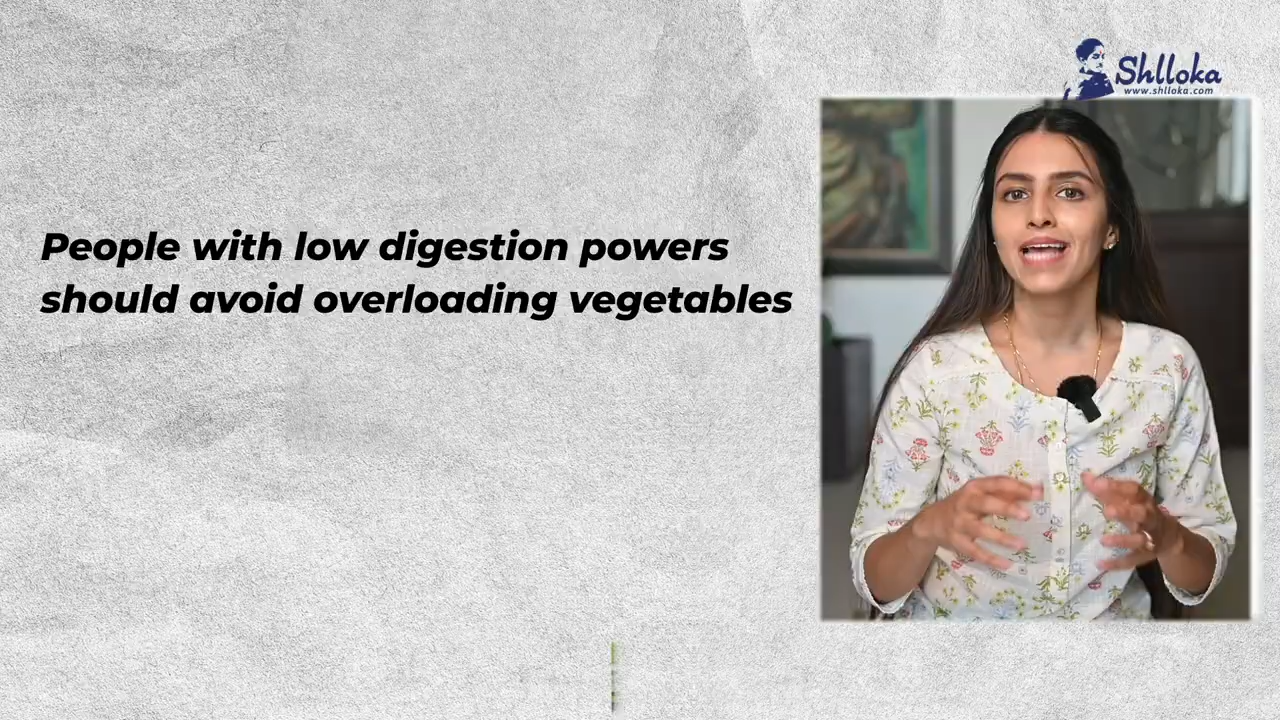 Shlloka
www.shlloka.com
People with low digestion powers
should avoid overloading vegetables